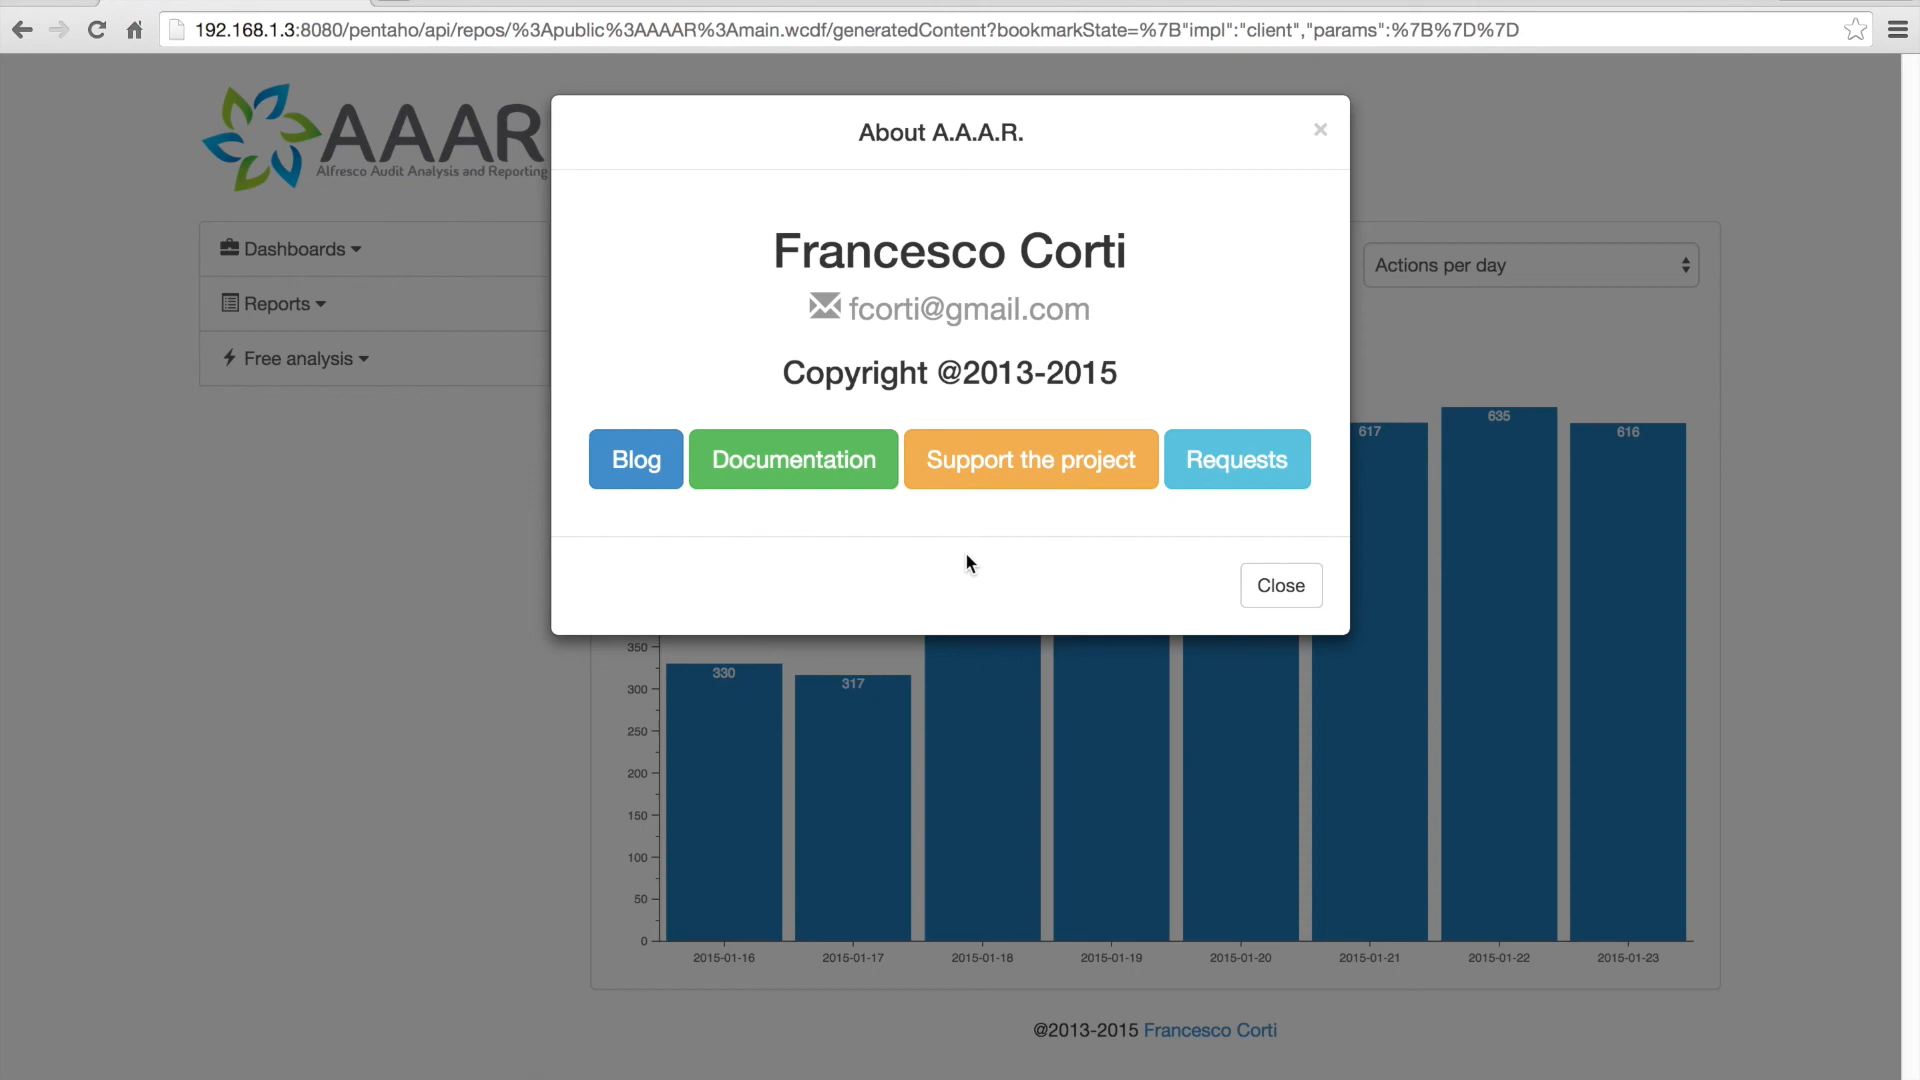 192.168.1.3:8080/pentaho/api/repos/%3Apublic%3AAAAR%3Amain.wcdf/generatedContent?bookmarkState=%7B"impl":"client","params":%7B%7D%7D
AAAR
Alfresco Audit Analysis and Reporting
About A.A.A.R.
×
Francesco Corti
fcorti@gmail.com
Copyright @2013-2015
Blog
Documentation
Support the project
Requests
Close
Dashboards
Reports
Free analysis
Actions per day
617
635
616
330
317
350
300
250
200
150
100
50
0
2015-01-16
2015-01-17
2015-01-18
2015-01-19
2015-01-20
2015-01-21
2015-01-22
2015-01-23
@2013-2015 Francesco Corti